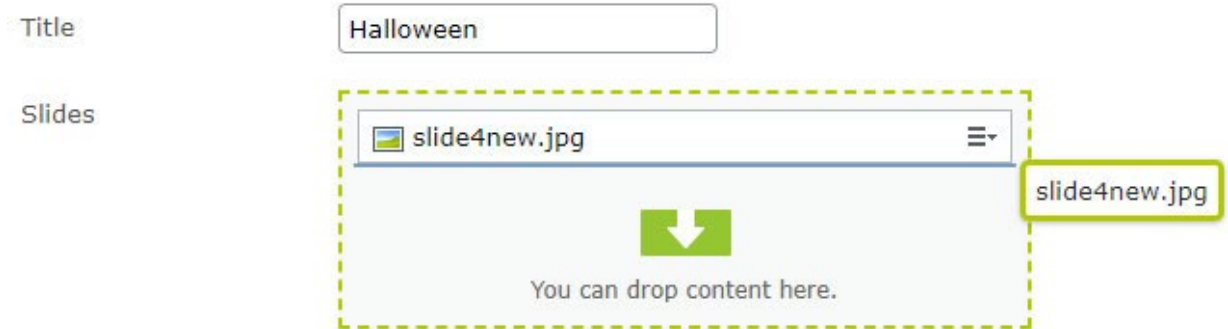 Title
Halloween
Slides
slide4new.jpg
slide4new.jpg
You can drop content here.